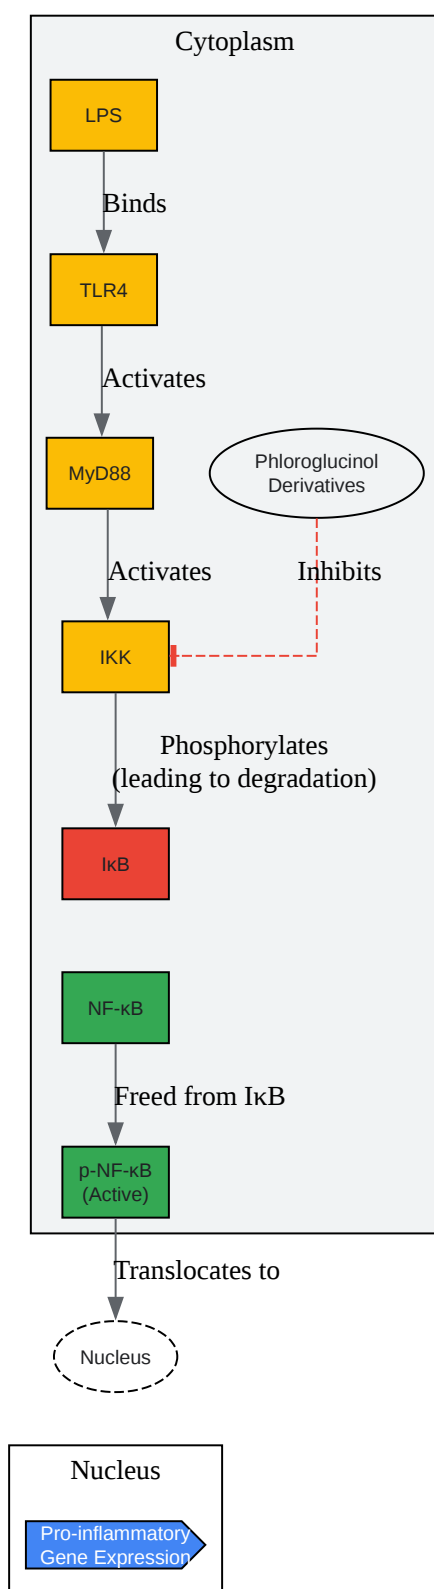 Cytoplasm
LPS
Binds
TLR4
Activates
MyD88
Phloroglucinol
Derivatives
Activates
Inhibits
IKK
Phosphorylates
(leading to degradation)
IκB
NF-κB
Freed from IκB
p-NF-κB
(Active)
Translocates to
Nucleus
Nucleus
Pro-inflammatory
Gene Expression